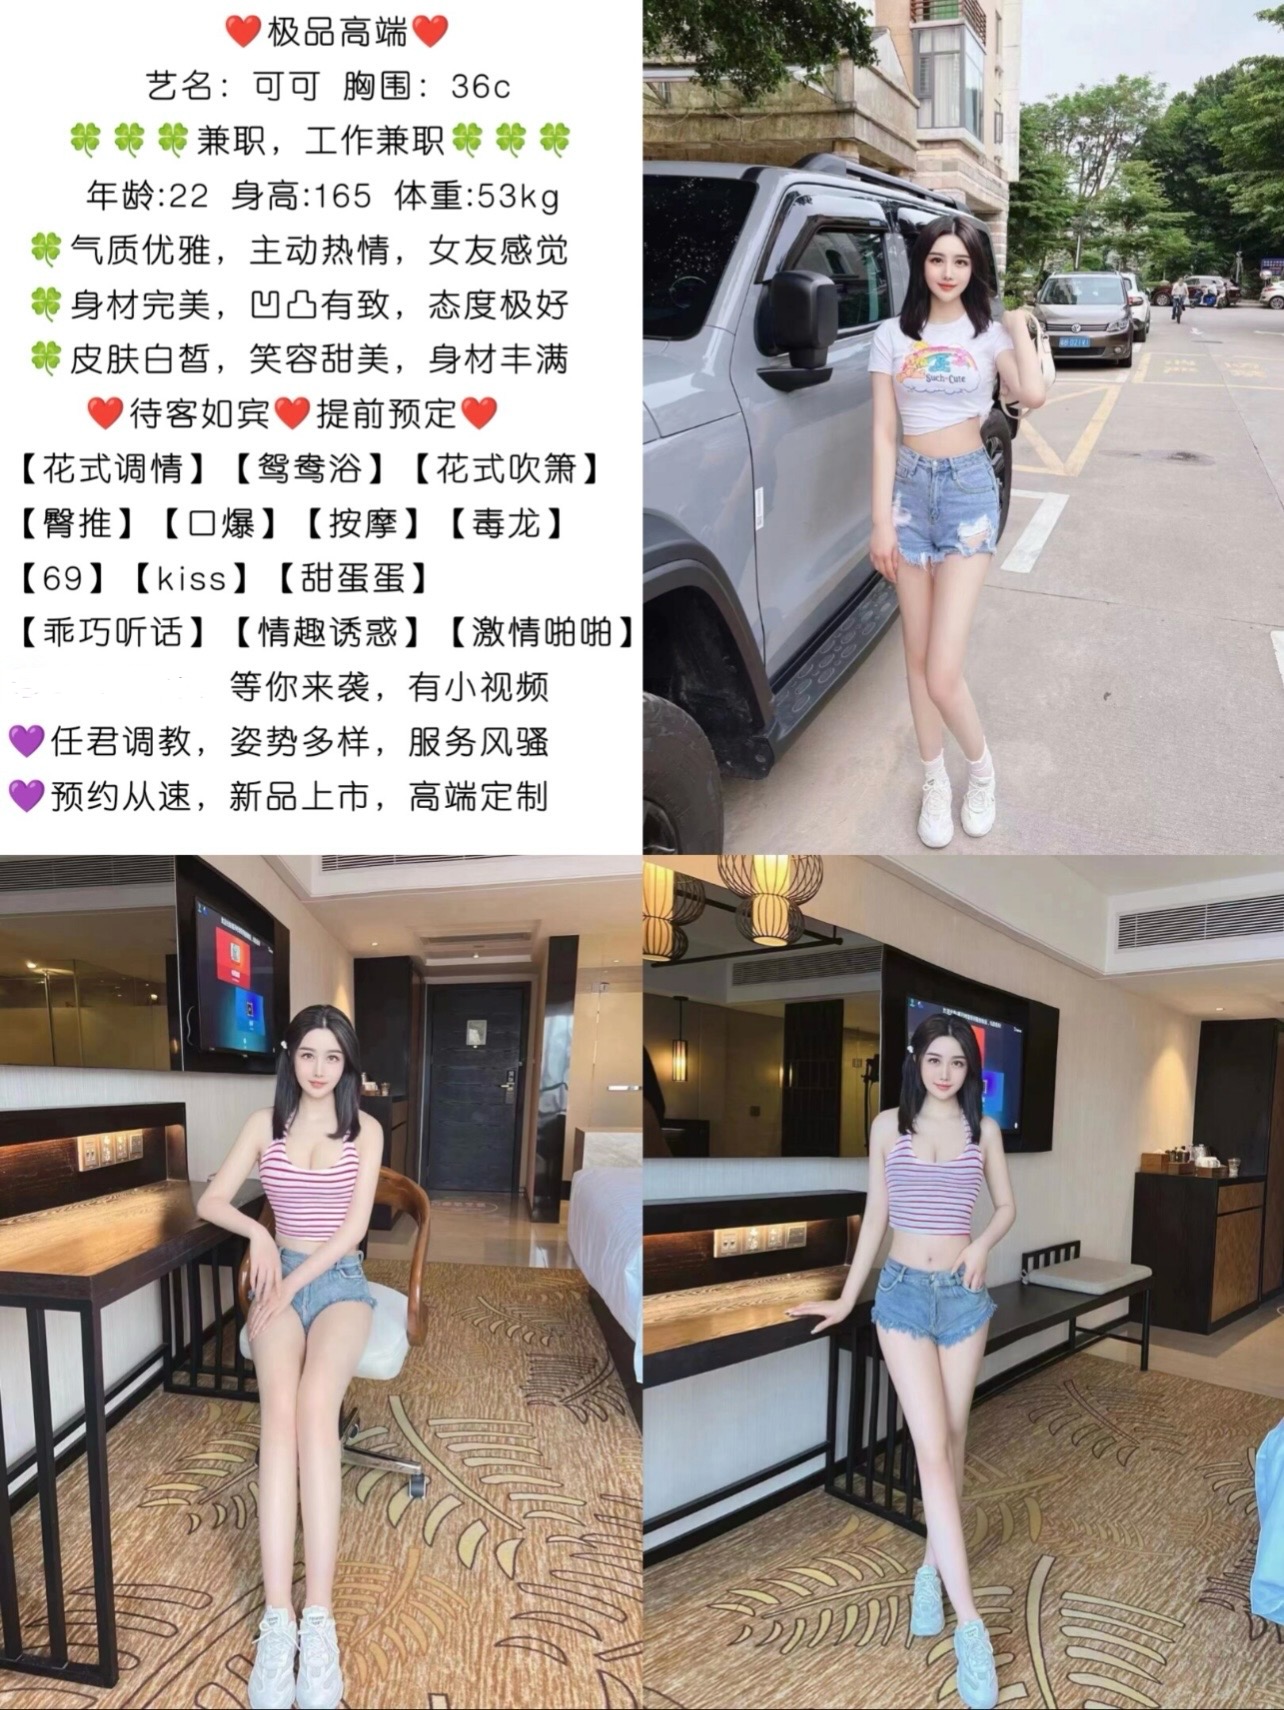 ❤️极品高端❤️
艺名：可可 胸围：36c
🍀🍀🍀兼职，工作兼职🍀🍀🍀
年龄:22 身高:165 体重:53kg
🍀气质优雅，主动热情，女友感觉
🍀身材完美，凹凸有致，态度极好
🍀皮肤白皙，笑容甜美，身材丰满
❤️待客如宾❤️提前预定❤️
【花式调情】【鸳鸯浴】【花式吹箫】
【臀推】【口爆】【按摩】【毒龙】
【69】【kiss】【甜蛋蛋】
【乖巧听话】【情趣诱惑】【激情啪啪】
等你来袭，有小视频
💜任君调教，姿势多样，服务风骚
💜预约从速，新品上市，高端定制
Such Cute